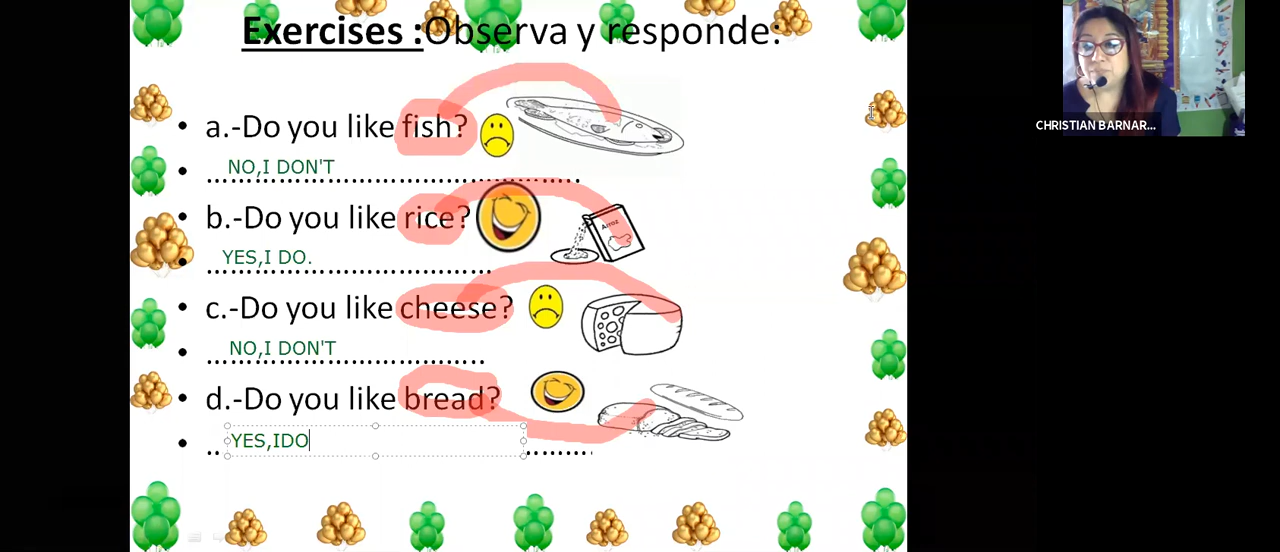 Exercises :Observa y responde:
a.-Do you like fish?
NO,I DON'T
b.-Do you like rice?
Arroz
YES,I DO.
c.-Do you like cheese?
NO,I DON'T
d.-Do you like bread?
YES,IDO
CHRISTIAN BARNAR...